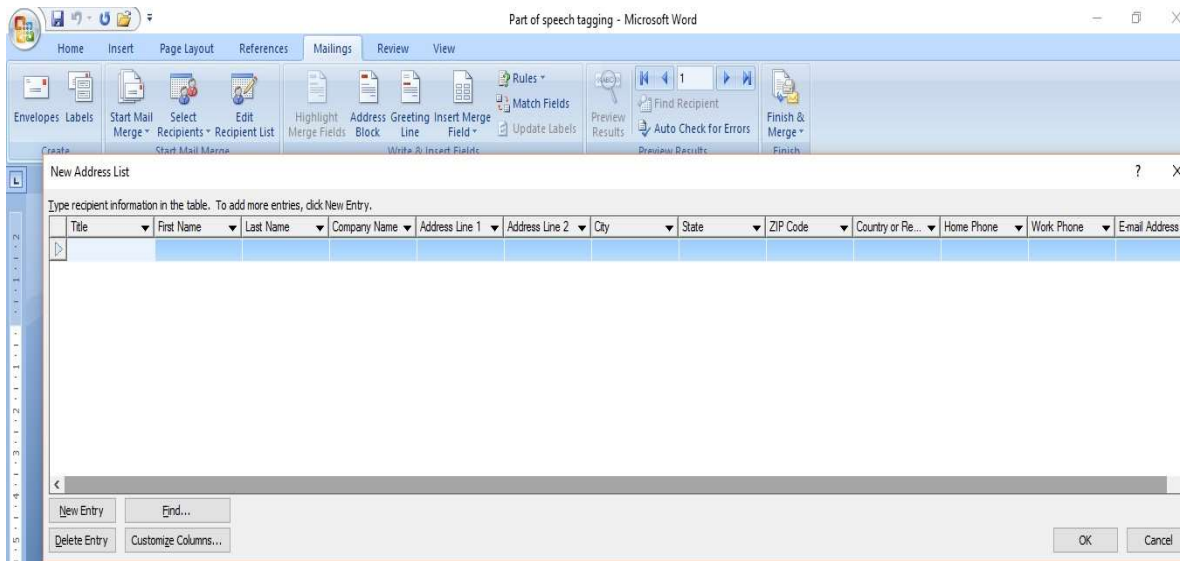 Part of speech tagging - Microsoft Word
Home Insert Page Layout References Mailings Review View
Envelopes Labels Start Mail Merge Select Recipients Edit Recipient List Highlight Merge Fields Address Block Greeting Line Insert Merge Field Rules Match Fields Update Labels Preview Results 1 Find Recipient Auto Check for Errors Finish & Merge
Create Start Mail Merge Write & Insert Fields Preview Results Finish
New Address List ?
Type recipient information in the table. To add more entries, click New Entry.
Title First Name Last Name Company Name Address Line 1 Address Line 2 City State ZIP Code Country or Re... Home Phone Work Phone E-mail Address
New Entry Find...
Delete Entry Customize Columns... OK Cancel